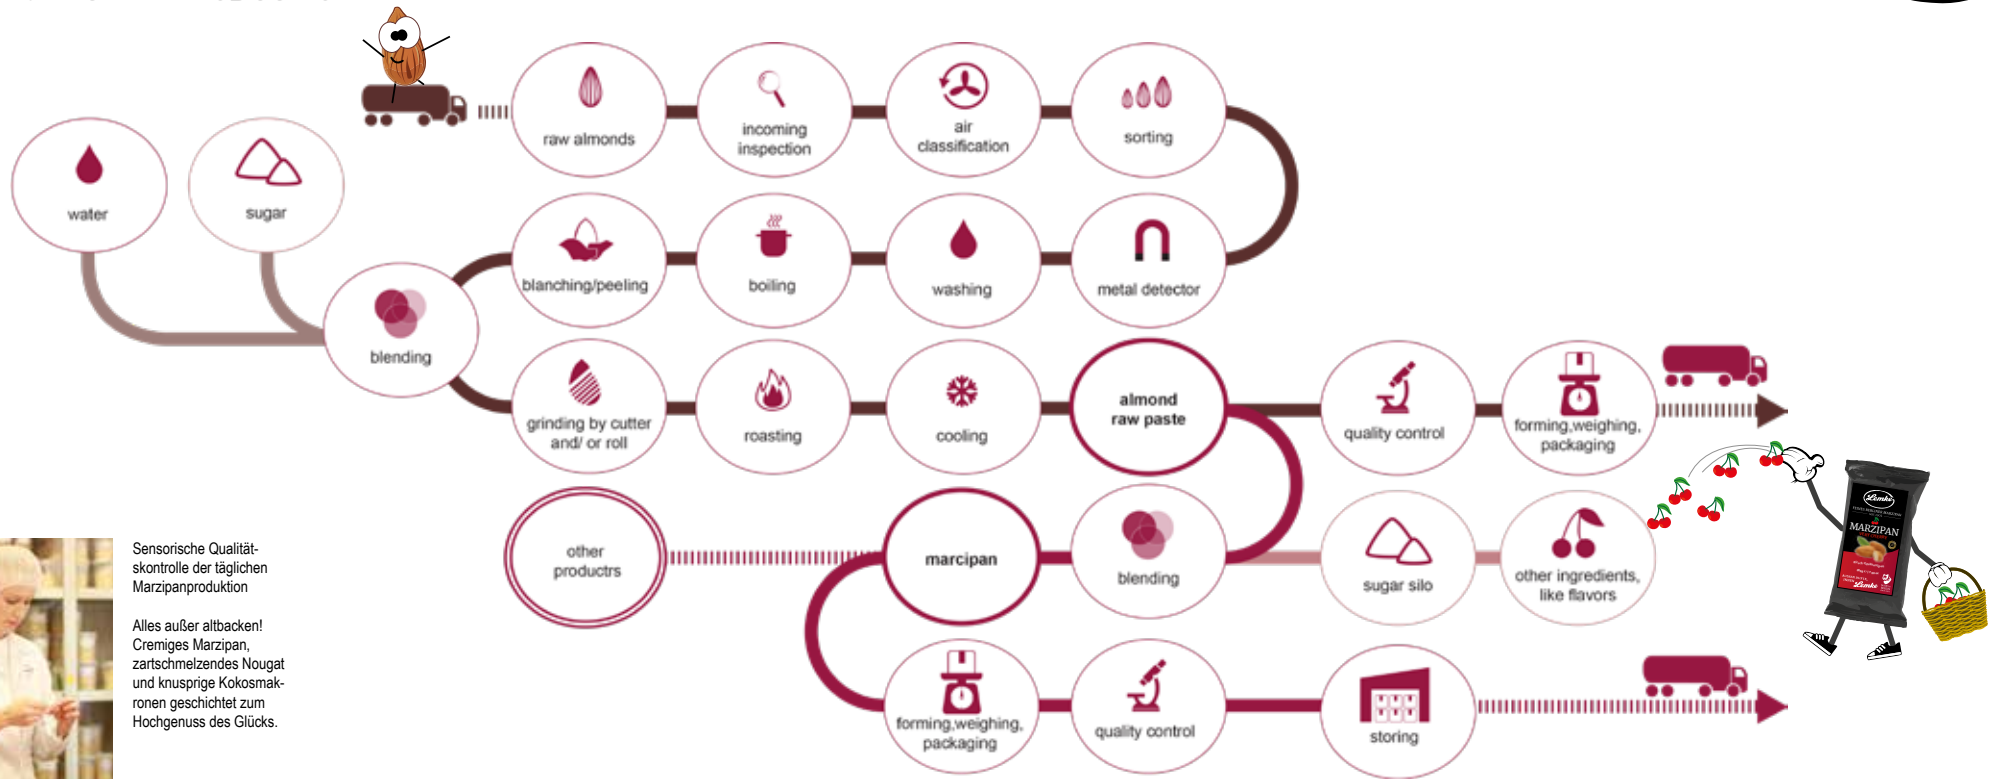 raw almonds
incoming
inspection
air
classification
sorting
water
sugar
blanching/peeling
boiling
washing
metal detector
blending
grinding by cutter
and/ or roll
roasting
cooling
almond
raw paste
quality control
forming,weighing,
packaging
other
productrs
marcipan
blending
sugar silo
other ingredients,
like flavors
Lemke
MARZIPAN
Lemke
forming,weighing,
packaging
quality control
storing
Sensorische Qualität-
skontrolle der täglichen
Marzipanproduktion
Alles außer altbacken!
Cremiges Marzipan,
zartschmelzendes Nougat
und knusprige Kokosmak-
ronen geschichtet zum
Hochgenuss des Glücks.